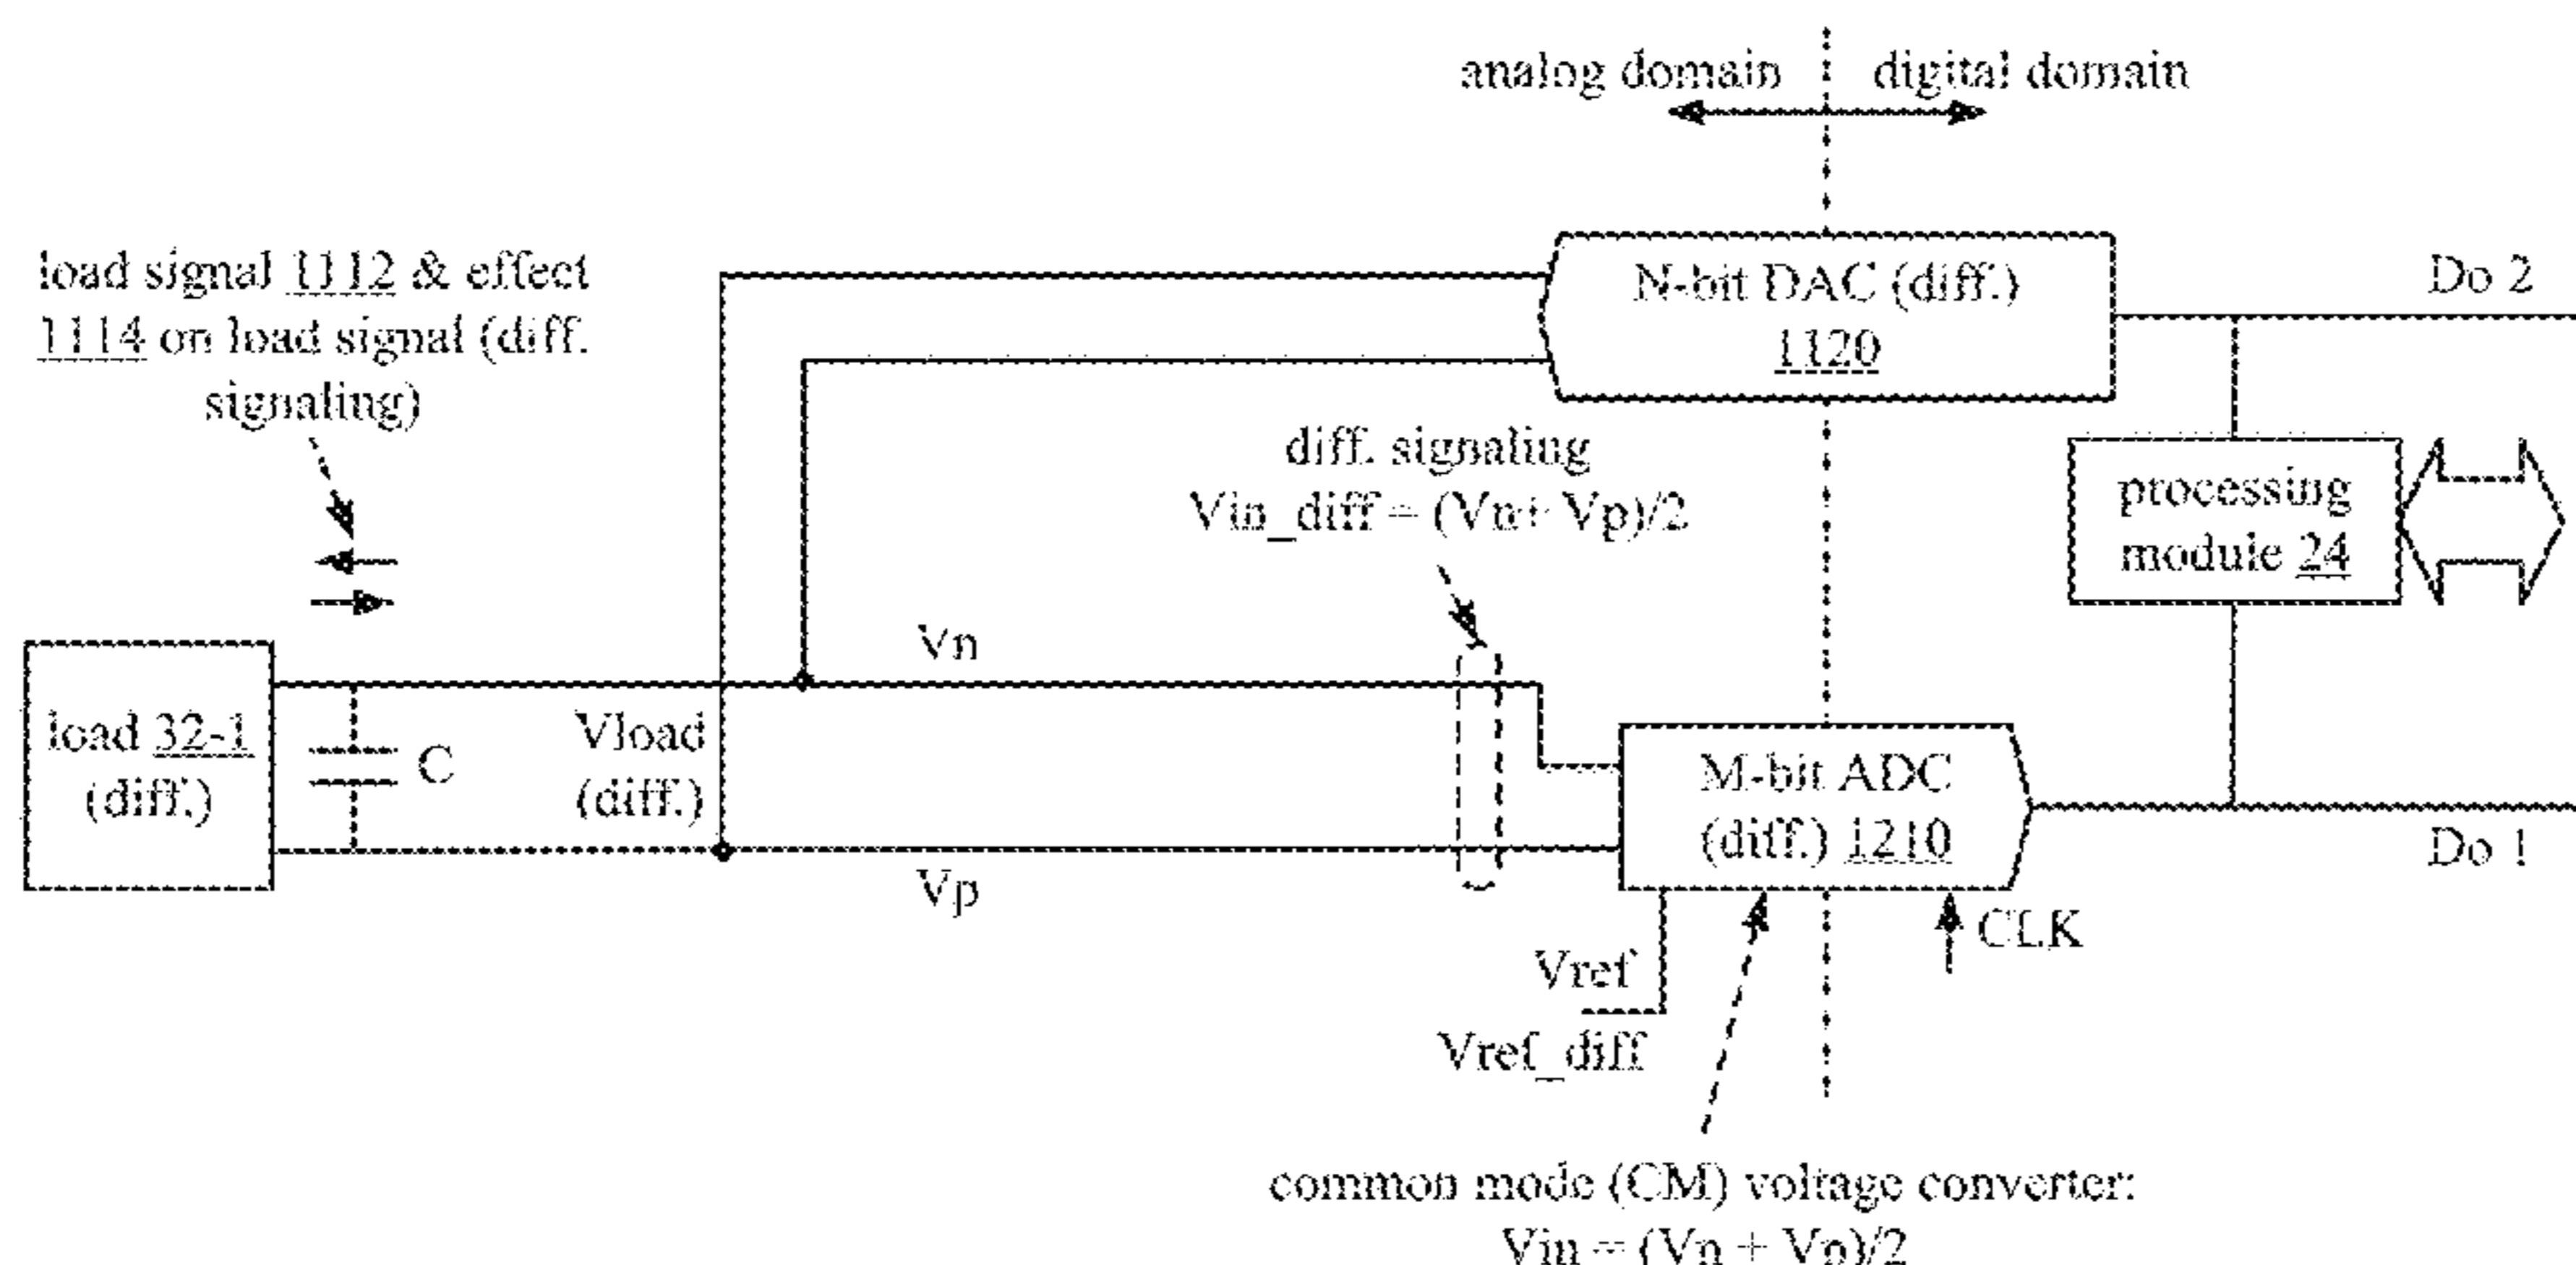 analog domain
digital domain
load signal 1112 & effect
1114 on load signal (diff.
signaling)
N-bit DAC (diff.)
1120
Do 2
diff. signaling
Vin_diff = (Vn+ Vp)/2
processing
module 24
Vn
load 32-1
(diff.)
C
Vload
(diff.)
M-bit ADC
(diff.) 1210
Do 1
Vp
CLK
Vref
Vref_diff
common mode (CM) voltage converter:
Vin = (Vn + Vp)/2